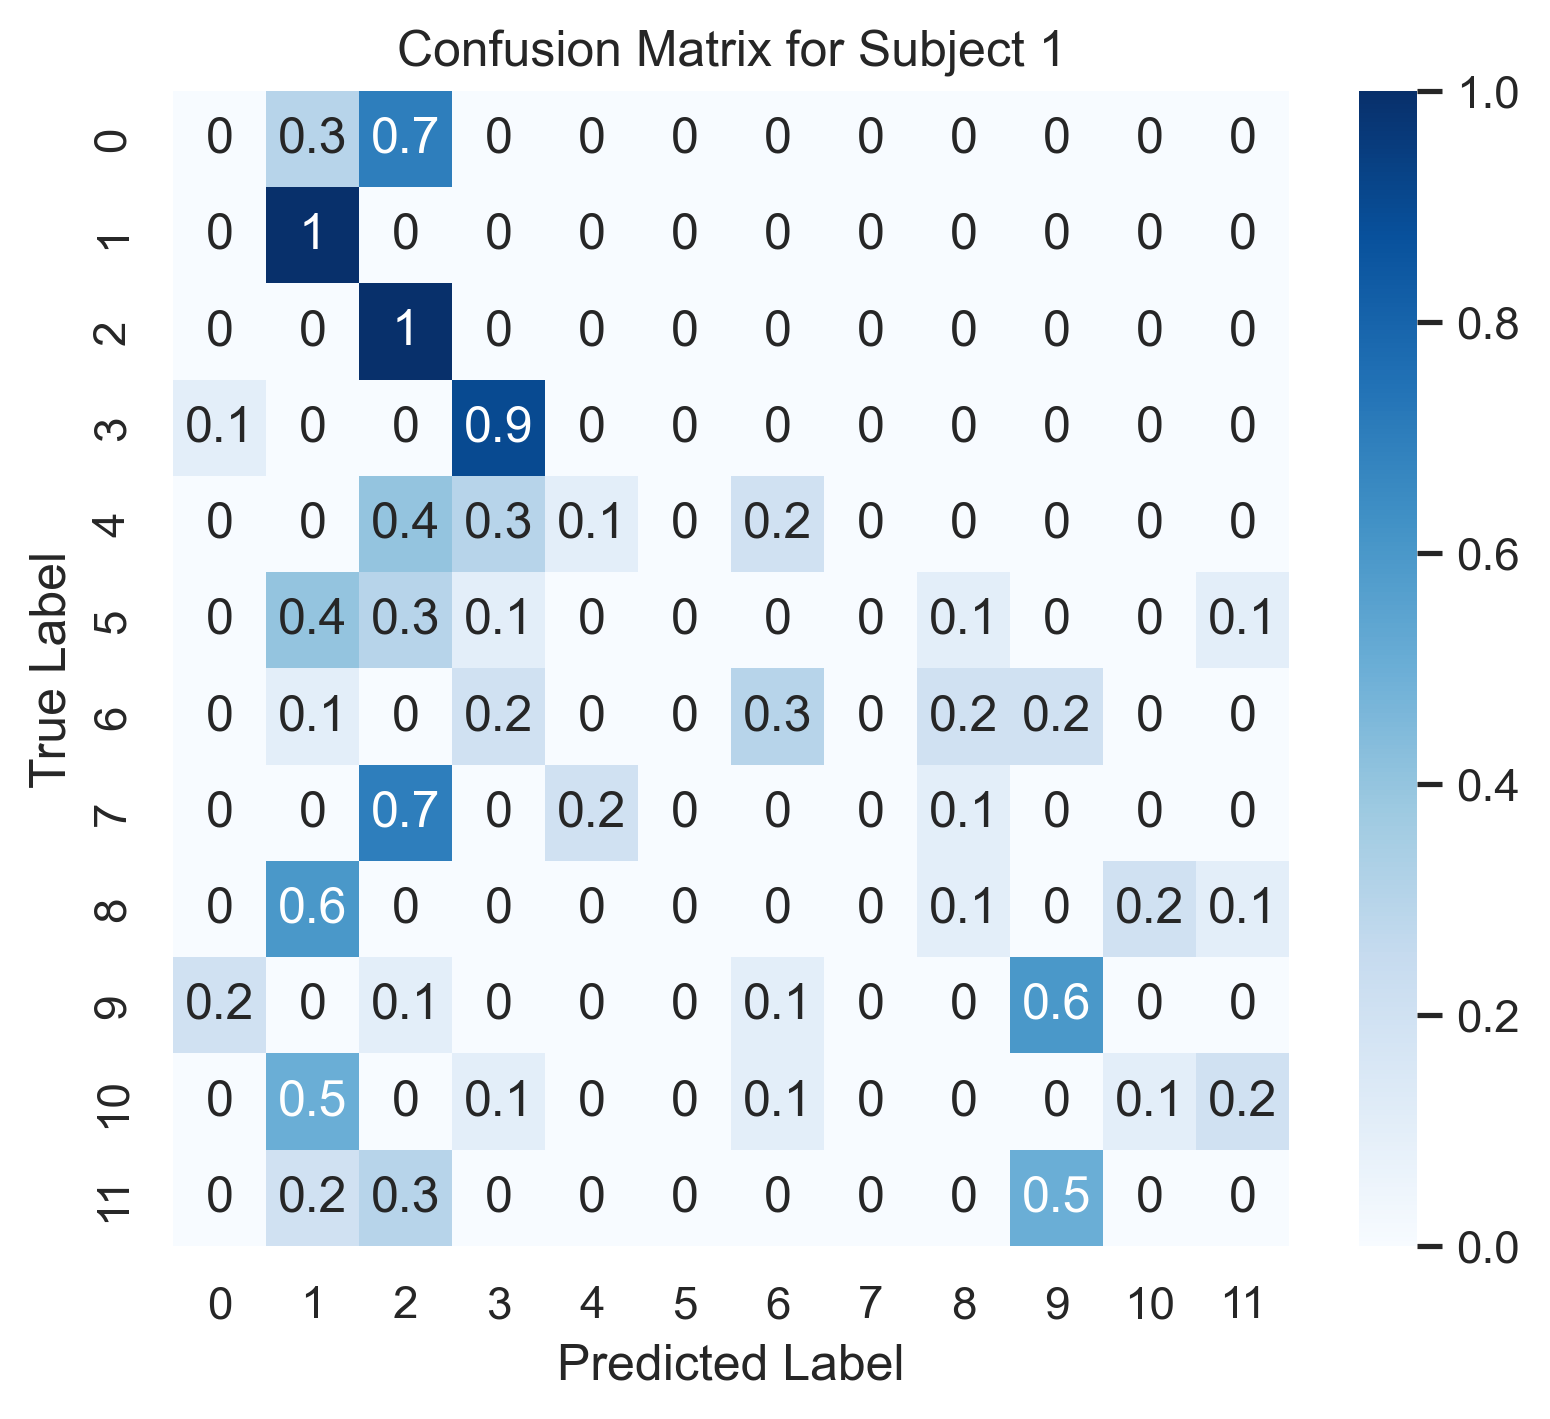 Confusion Matrix for Subject 1
0 0 0.3 0.7 0 0 0 0 0 0 0 0 0
1 0 1 0 0 0 0 0 0 0 0 0 0
2 0 0 1 0 0 0 0 0 0 0 0 0
3 0.1 0 0 0.9 0 0 0 0 0 0 0 0
4 0 0 0.4 0.3 0.1 0 0.2 0 0 0 0 0
5 0 0.4 0.3 0.1 0 0 0 0 0.1 0 0 0.1
6 0 0.1 0 0.2 0 0 0.3 0 0.2 0.2 0 0
7 0 0 0.7 0 0.2 0 0 0 0.1 0 0 0
8 0 0.6 0 0 0 0 0 0 0.1 0 0.2 0.1
9 0.2 0 0.1 0 0 0 0.1 0 0 0.6 0 0
10 0 0.5 0 0.1 0 0 0.1 0 0 0 0.1 0.2
11 0 0.2 0.3 0 0 0 0 0 0 0.5 0 0
0 1 2 3 4 5 6 7 8 9 10 11
Predicted Label
True Label
1.0
0.8
0.6
0.4
0.2
0.0